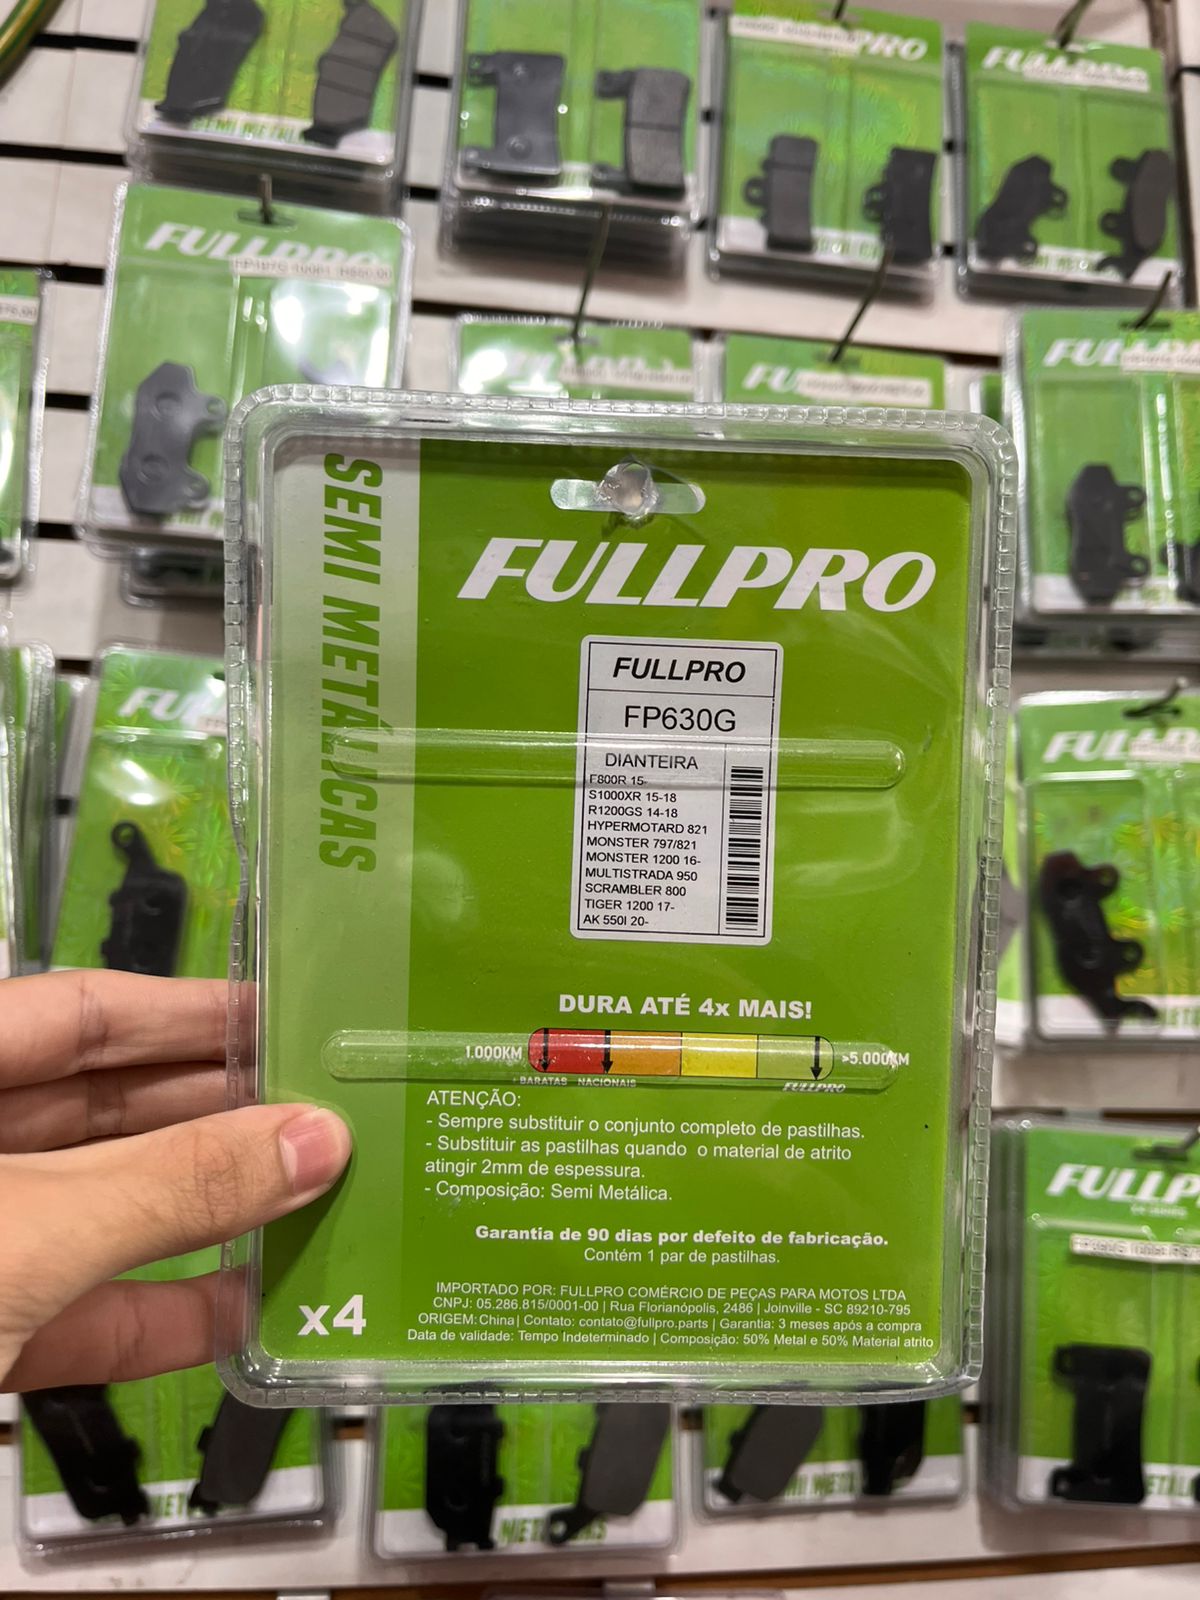 FULLPRO
FULLPRO
FULLPRO
SEMI METÁLICAS
FULLPRO
FULLPRO
FP630G
DIANTEIRA
F800R 15-
S1000XR 15-18
R1200GS 14-18
HYPERMOTARD 821
MONSTER 797/821
MONSTER 1200 16-
MULTISTRADA 950
SCRAMBLER 800
TIGER 1200 17-
AK 550I 20-
DURA ATÉ 4x MAIS!
1.000KM >5.000KM
BARATAS NACIONAIS FULLPRO
ATENÇÃO:
- Sempre substituir o conjunto completo de pastilhas.
- Substituir as pastilhas quando o material de atrito
atingir 2mm de espessura.
- Composição: Semi Metálica.
Garantia de 90 dias por defeito de fabricação.
Contém 1 par de pastilhas.
x4
IMPORTADO POR: FULLPRO COMÉRCIO DE PEÇAS PARA MOTOS LTDA
CNPJ: 05.286.815/0001-00 | Rua Florianópolis, 2486 | Joinville - SC 89210-795
ORIGEM: China | Contato: contato@fullpro.parts | Garantia: 3 meses após a compra
Data de validade: Tempo Indeterminado | Composição: 50% Metal e 50% Material atrito